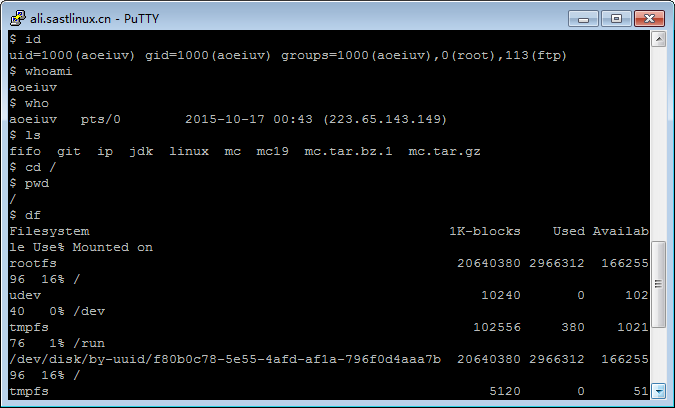 ali.sastlinux.cn - PuTTY
$ id
uid=1000(aoeiuv) gid=1000(aoeiuv) groups=1000(aoeiuv),0(root),113(ftp)
$ whoami
aoeiuv
$ who
aoeiuv   pts/0        2015-10-17 00:43 (223.65.143.149)
$ ls
fifo  git  ip  jdk  linux  mc  mc19  mc.tar.bz.1  mc.tar.gz
$ cd /
$ pwd
/
$ df
Filesystem                                             1K-blocks    Used Availab
le Use% Mounted on
rootfs                                                  20640380 2966312  166255
96  16% /
udev                                                       10240       0     102
40   0% /dev
tmpfs                                                     102556     380    1021
76   1% /run
/dev/disk/by-uuid/f80b0c78-5e55-4afd-af1a-796f0d4aaa7b  20640380 2966312  166255
96  16% /
tmpfs                                                       5120       0      51